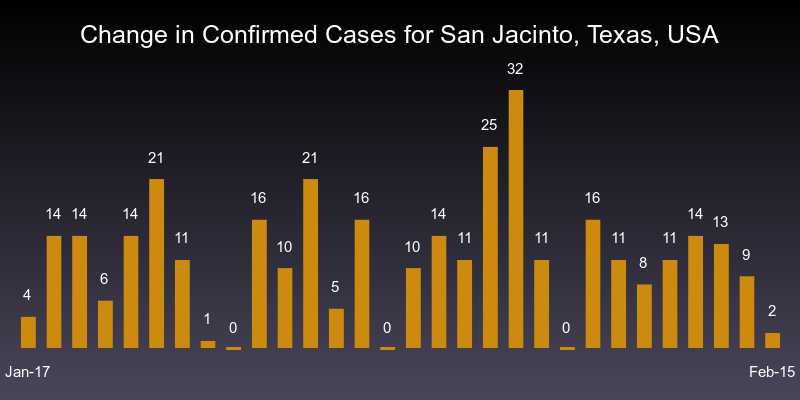 Change in Confirmed Cases for San Jacinto, Texas, USA
4 14 14 6 14 21 11 1 0 16 10 21 5 16 0 10 14 11 25 32 11 0 16 11 8 11 14 13 9 2
Jan-17 Feb-15